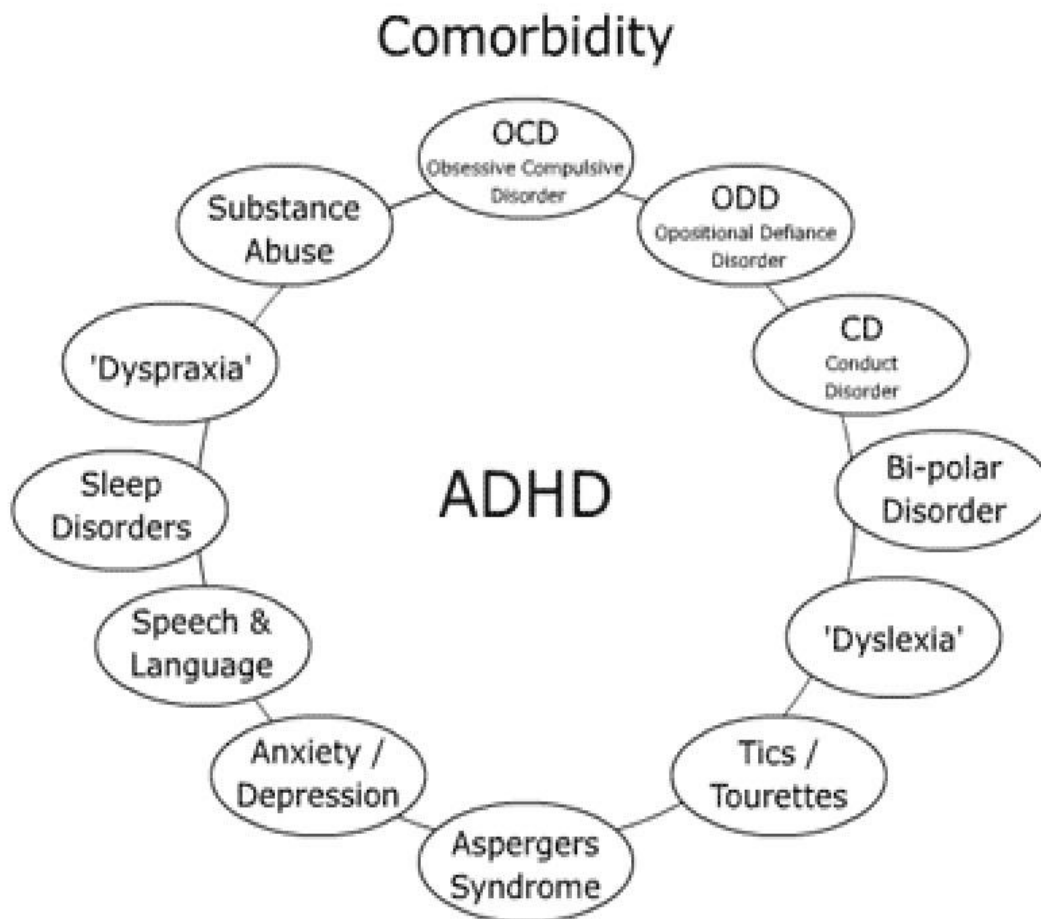 Comorbidity
OCD
Obsessive Compulsive
Disorder
ODD
Opositional Defiance
Disorder
CD
Conduct
Disorder
Bi-polar
Disorder
'Dyslexia'
Tics /
Tourettes
Aspergers
Syndrome
Anxiety /
Depression
Speech &
Language
Sleep
Disorders
'Dyspraxia'
Substance
Abuse
ADHD